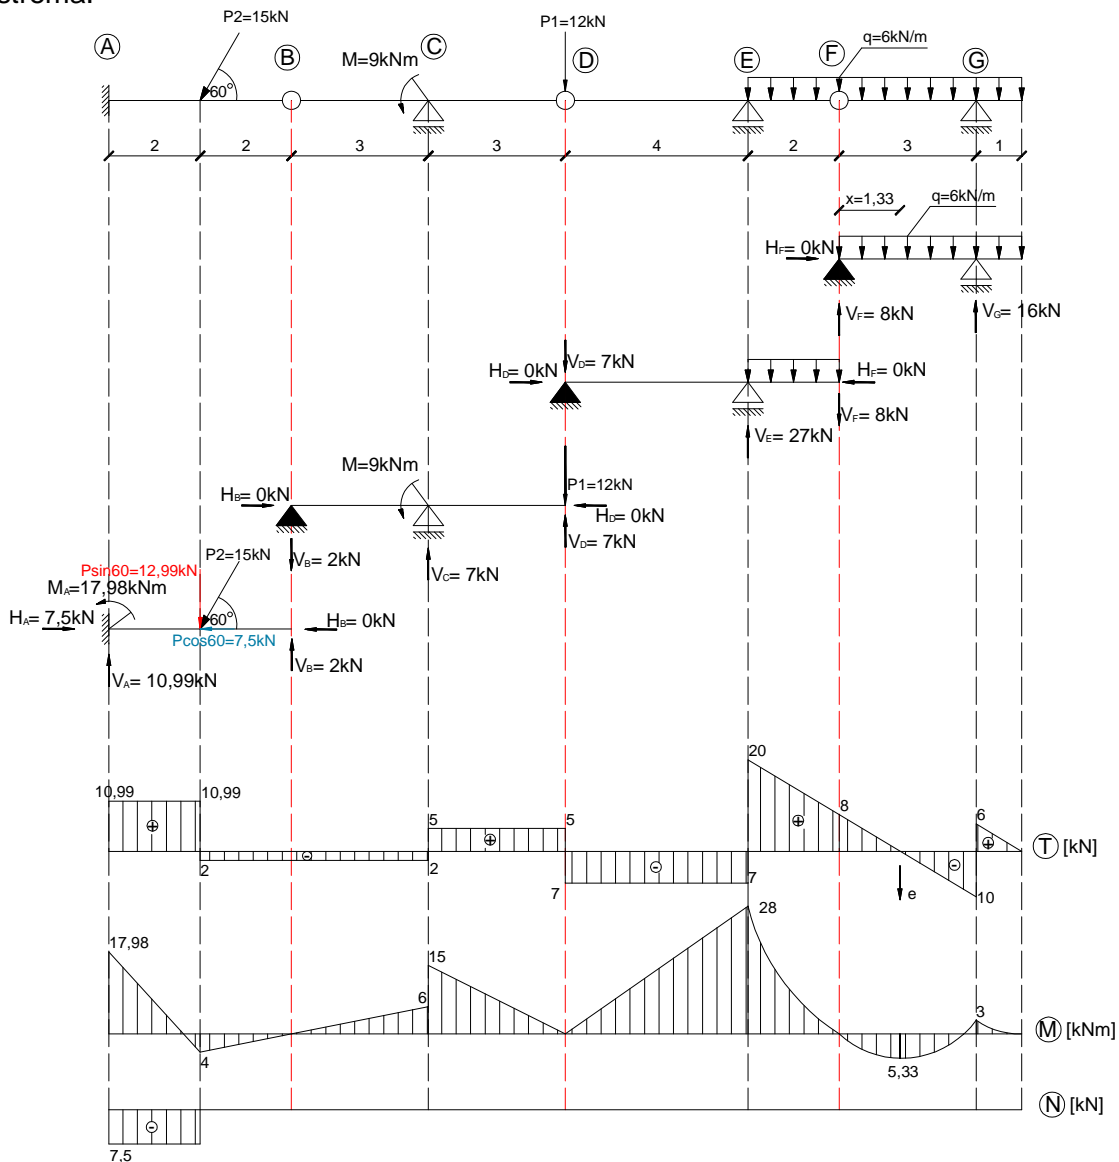 stroma.
P2=15kN
P1=12kN
A
B
M=9kNm
C
D
E
F
q=6kN/m
G
60°
2
2
3
3
4
2
3
1
x=1,33
q=6kN/m
HF= 0kN
VF= 8kN
VG= 16kN
HD= 0kN
VD= 7kN
HF= 0kN
VF= 8kN
VE= 27kN
M=9kNm
HB= 0kN
P1=12kN
HD= 0kN
VD= 7kN
VB= 2kN
VC= 7kN
P2=15kN
Psin60=12,99kN
MA=17,98kNm
HA= 7,5kN
60°
HB= 0kN
Pcos60=7,5kN
VB= 2kN
VA= 10,99kN
20
10,99
10,99
5
5
8
6
+
-
+
-
+
-
+
T [kN]
2
2
7
7
e
10
17,98
15
6
28
3
M [kNm]
4
5,33
N [kN]
-
7,5